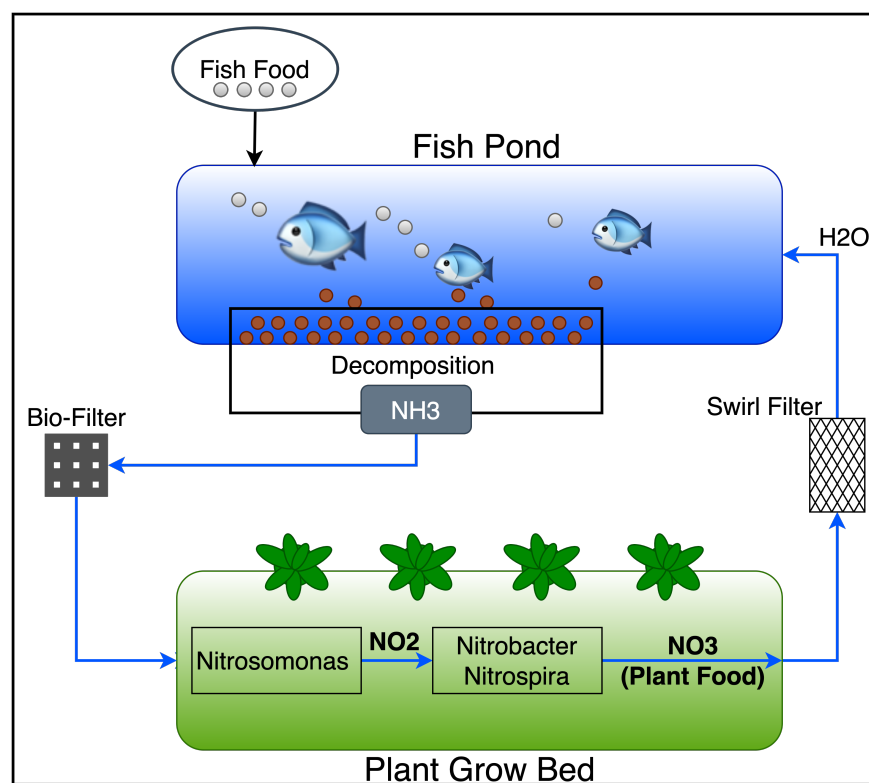 Fish Food
Fish Pond
H2O
Decomposition
NH3
Swirl Filter
Bio-Filter
NO2
Nitrosomonas
Nitrobacter
Nitrospira
NO3
(Plant Food)
Plant Grow Bed